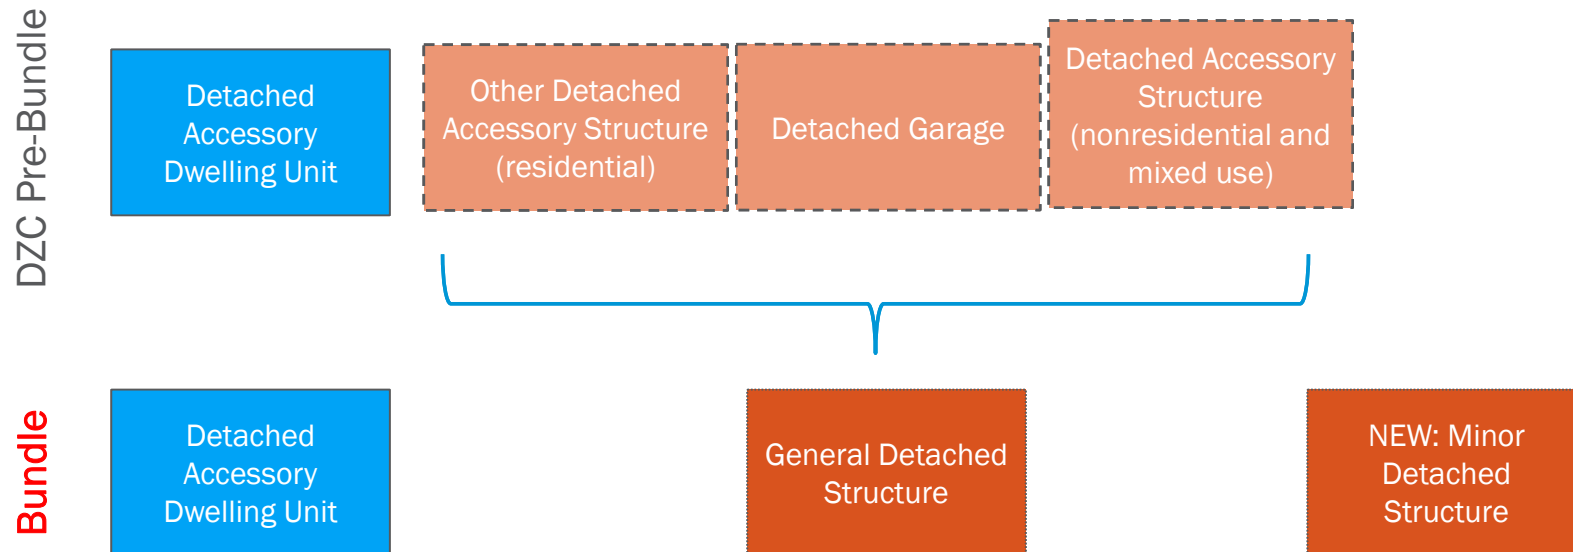 DZC Pre-Bundle
Detached
Accessory
Dwelling Unit
Other Detached
Accessory Structure
(residential)
Detached Garage
Detached Accessory
Structure
(nonresidential and
mixed use)
Bundle
Detached
Accessory
Dwelling Unit
General Detached
Structure
NEW: Minor
Detached
Structure